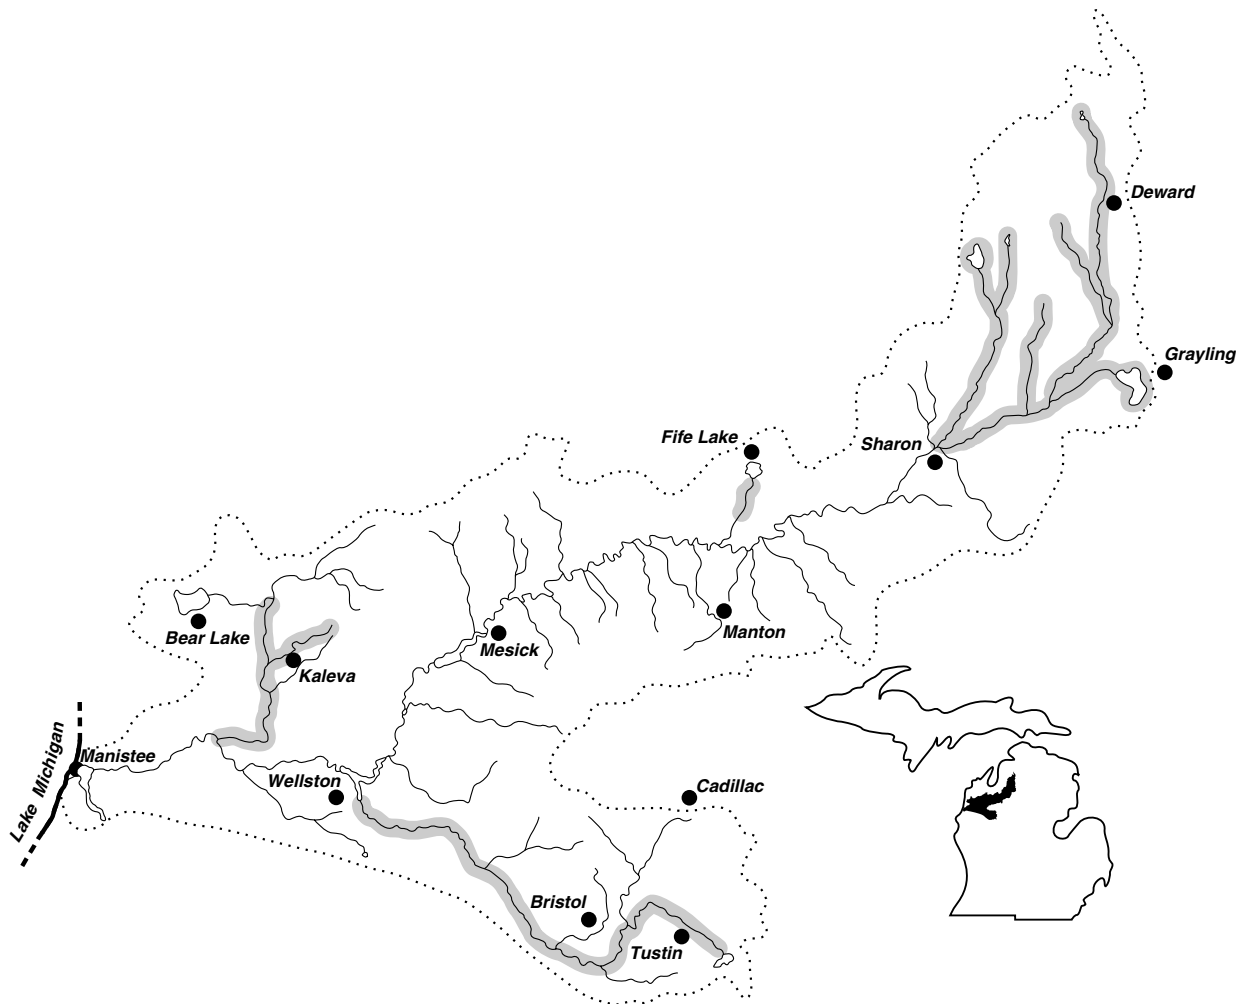 Deward
Grayling
Fife Lake
Sharon
Bear Lake
Manton
Mesick
Kaleva
Lake Michigan
Manistee
Wellston
Cadillac
Bristol
Tustin